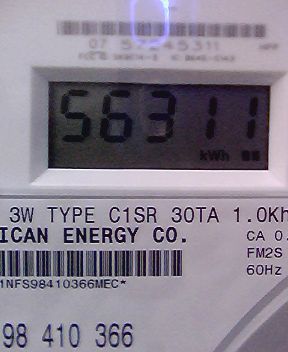 07 57245311
56311
kWh
3W TYPE C1SR 30TA 1.0Kh
ICAN ENERGY CO.
CA 0.
FM2S
60Hz
1NFS98410366MEC*
98 410 366